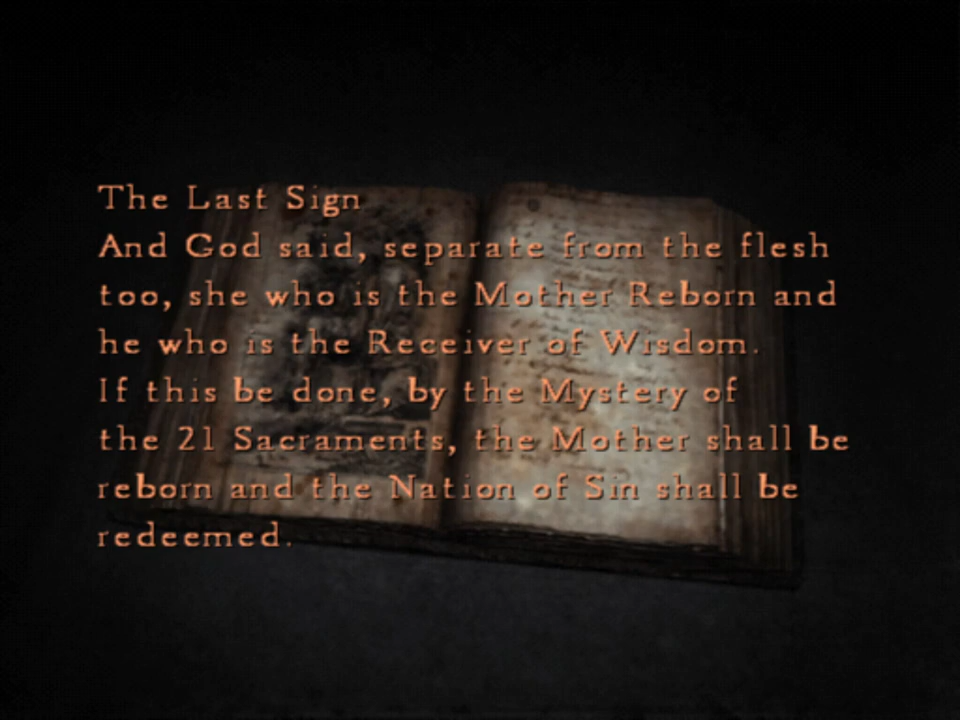 The Last Sign
And God said, separate from the flesh
too, she who is the Mother Reborn and
he who is the Receiver of Wisdom.
If this be done, by the Mystery of
the 21 Sacraments, the Mother shall be
reborn and the Nation of Sin shall be
redeemed.